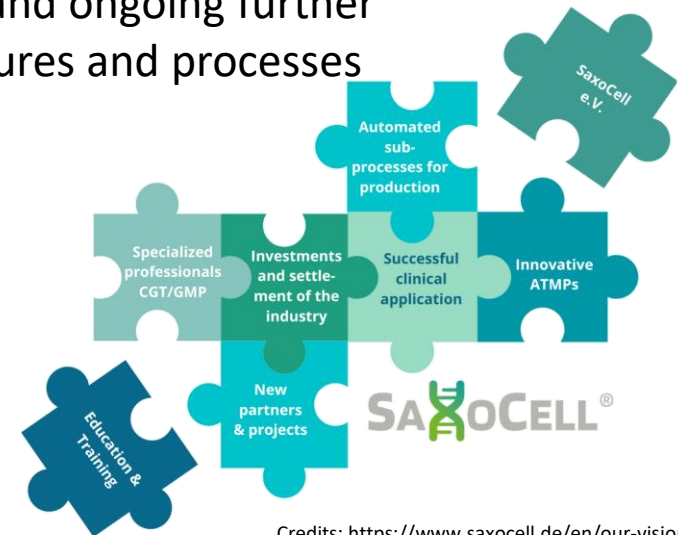 and ongoing further
ures and processes
SaxoCell
e.V.
Automated
sub-
processes for
production
Specialized
professionals
CGT/GMP
Investments
and settle-
ment of the
industry
Successful
clinical
application
Innovative
ATMPs
New
partners
& projects
Education &
Training
SAXOCELL®
Credits: https://www.saxocell.de/en/our-vision